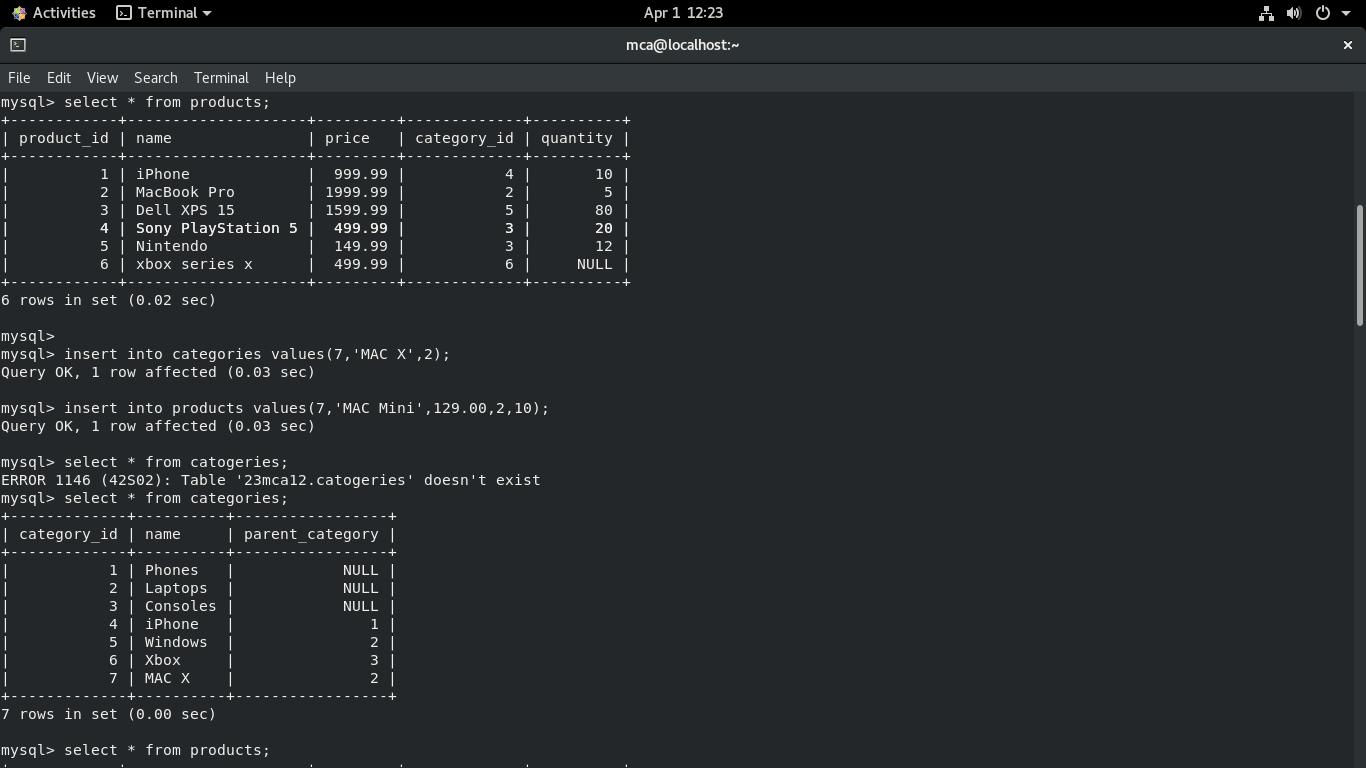 Activities Terminal Apr 1 12:23
mca@localhost:~
File Edit View Search Terminal Help
mysql> select * from products;
+------------+--------------------+---------+-------------+----------+
| product_id | name               | price   | category_id | quantity |
+------------+--------------------+---------+-------------+----------+
|          1 | iPhone             |  999.99 |           4 |       10 |
|          2 | MacBook Pro        | 1999.99 |           2 |        5 |
|          3 | Dell XPS 15        | 1599.99 |           5 |       80 |
|          4 | Sony PlayStation 5 |  499.99 |           3 |       20 |
|          5 | Nintendo           |  149.99 |           3 |       12 |
|          6 | xbox series x      |  499.99 |           6 |     NULL |
+------------+--------------------+---------+-------------+----------+
6 rows in set (0.02 sec)
mysql>
mysql> insert into categories values(7,'MAC X',2);
Query OK, 1 row affected (0.03 sec)
mysql> insert into products values(7,'MAC Mini',129.00,2,10);
Query OK, 1 row affected (0.03 sec)
mysql> select * from catogeries;
ERROR 1146 (42S02): Table '23mca12.catogeries' doesn't exist
mysql> select * from categories;
+-------------+----------+-----------------+
| category_id | name     | parent_category |
+-------------+----------+-----------------+
|           1 | Phones   |            NULL |
|           2 | Laptops  |            NULL |
|           3 | Consoles |            NULL |
|           4 | iPhone   |               1 |
|           5 | Windows  |               2 |
|           6 | Xbox     |               3 |
|           7 | MAC X    |               2 |
+-------------+----------+-----------------+
7 rows in set (0.00 sec)
mysql> select * from products;